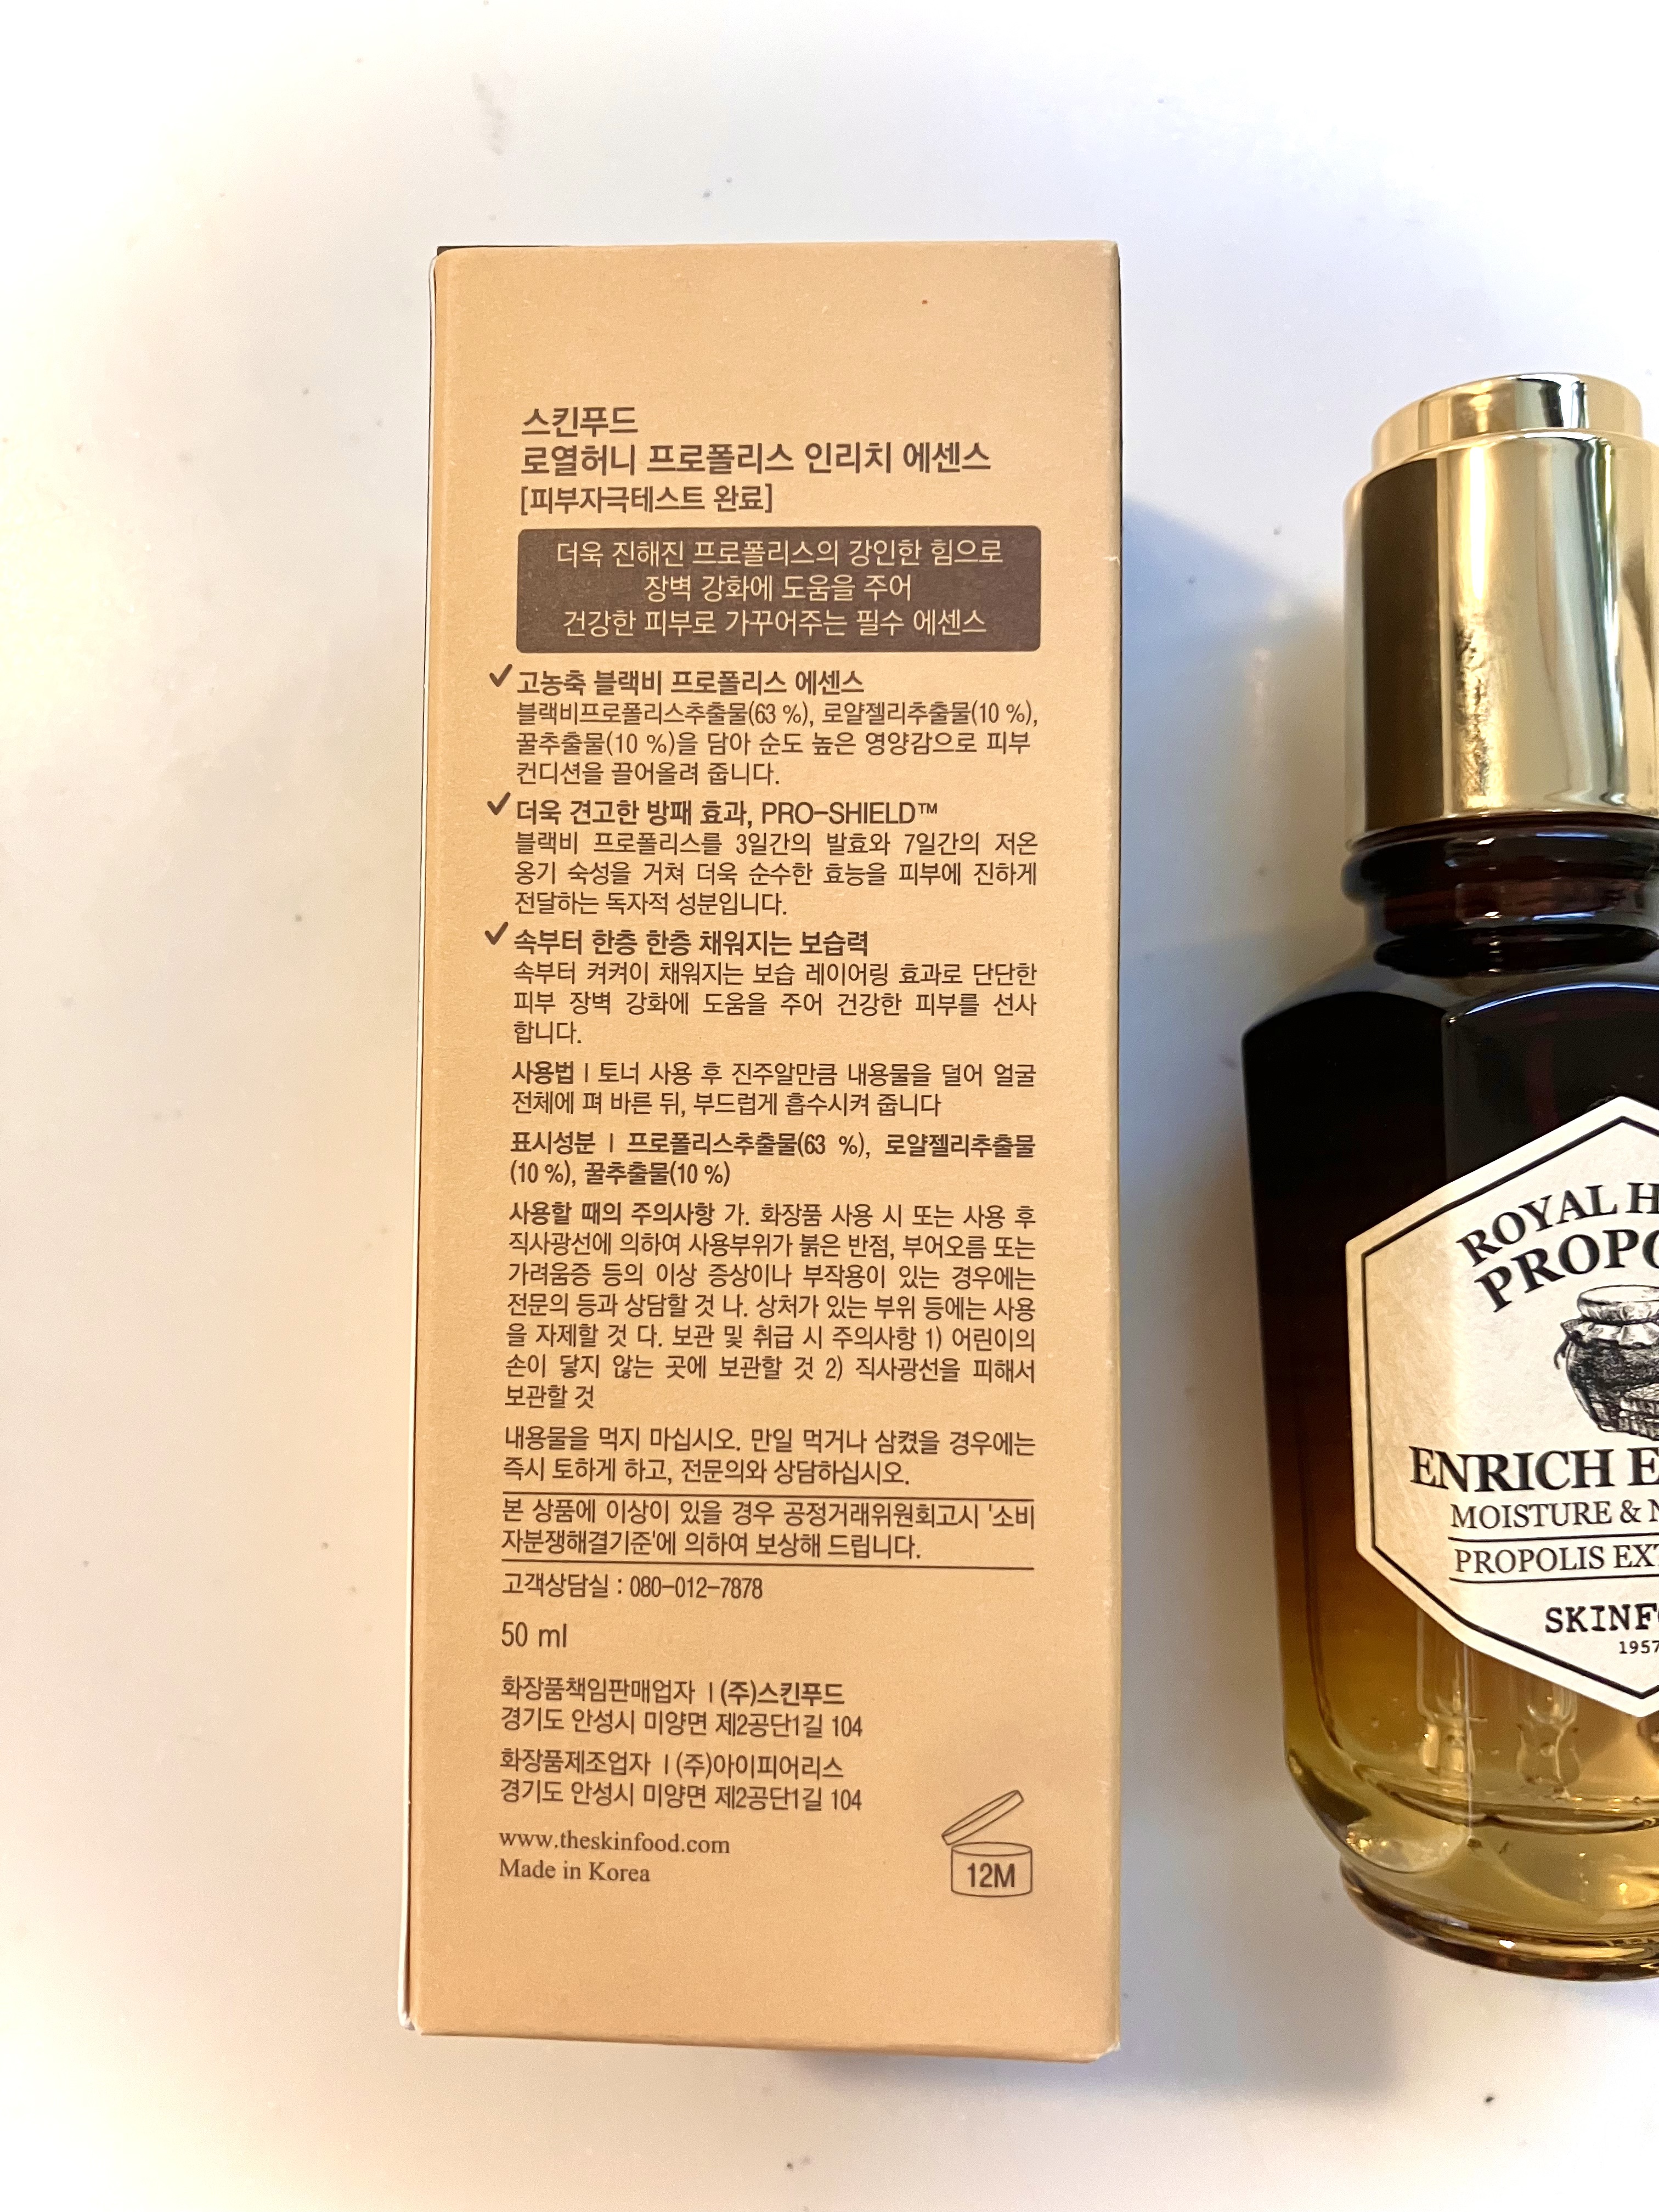 스킨푸드
로열허니 프로폴리스 인리치 에센스
[피부자극테스트 완료]
더욱 진해진 프로폴리스의 강인한 힘으로
장벽 강화에 도움을 주어
건강한 피부로 가꾸어주는 필수 에센스
고농축 블랙비 프로폴리스 에센스
블랙비프로폴리스추출물(63 %), 로얄젤리추출물(10 %),
꿀추출물(10 %)을 담아 순도 높은 영양감으로 피부
컨디션을 끌어올려 줍니다.
더욱 견고한 방패 효과, PRO-SHIELD™
블랙비 프로폴리스를 3일간의 발효와 7일간의 저온
옹기 숙성을 거쳐 더욱 순수한 효능을 피부에 진하게
전달하는 독자적 성분입니다.
속부터 한층 한층 채워지는 보습력
속부터 켜켜이 채워지는 보습 레이어링 효과로 단단한
피부 장벽 강화에 도움을 주어 건강한 피부를 선사
합니다.
사용법 | 토너 사용 후 진주알만큼 내용물을 덜어 얼굴
전체에 펴 바른 뒤, 부드럽게 흡수시켜 줍니다
표시성분 | 프로폴리스추출물(63 %), 로얄젤리추출물
(10 %), 꿀추출물(10 %)
사용할 때의 주의사항 가. 화장품 사용 시 또는 사용 후
직사광선에 의하여 사용부위가 붉은 반점, 부어오름 또는
가려움증 등의 이상 증상이나 부작용이 있는 경우에는
전문의 등과 상담할 것 나. 상처가 있는 부위 등에는 사용
을 자제할 것 다. 보관 및 취급 시 주의사항 1) 어린이의
손이 닿지 않는 곳에 보관할 것 2) 직사광선을 피해서
보관할 것
내용물을 먹지 마십시오. 만일 먹거나 삼켰을 경우에는
즉시 토하게 하고, 전문의와 상담하십시오.
본 상품에 이상이 있을 경우 공정거래위원회고시 '소비
자분쟁해결기준'에 의하여 보상해 드립니다.
고객상담실 : 080-012-7878
50 ml
화장품책임판매업자 | (주)스킨푸드
경기도 안성시 미양면 제2공단1길 104
화장품제조업자 | (주)아이피어리스
경기도 안성시 미양면 제2공단1길 104
www.theskinfood.com
Made in Korea
12M
ROYAL H
PROPO
ENRICH E
MOISTURE & N
PROPOLIS EXT
SKINFO
1957